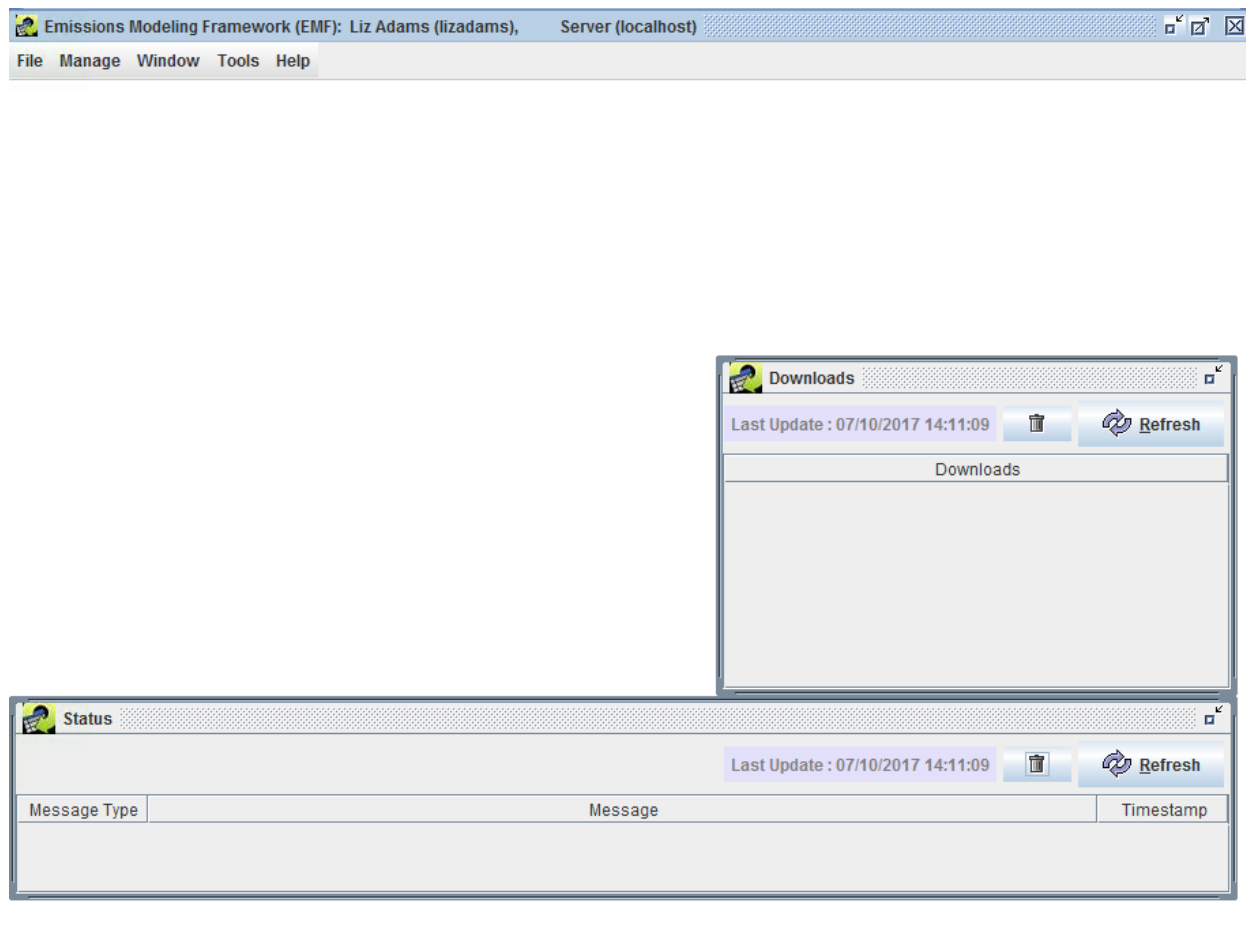 Emissions Modeling Framework (EMF): Liz Adams (lizadams), Server (localhost)
File Manage Window Tools Help
Downloads
Last Update : 07/10/2017 14:11:09 Refresh
Downloads
Status
Last Update : 07/10/2017 14:11:09 Refresh
Message Type Message Timestamp